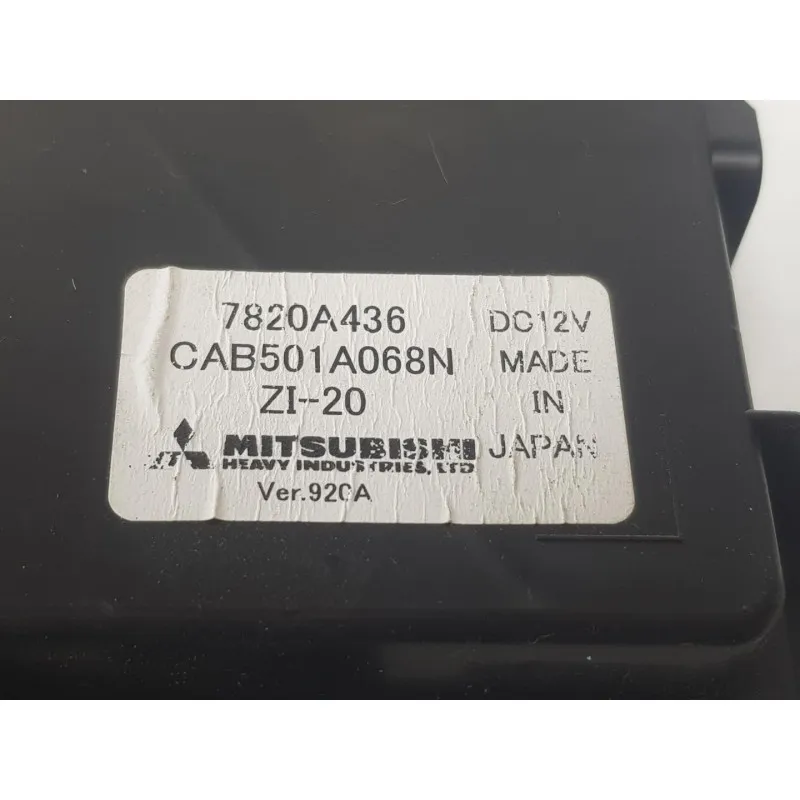 7820A436
CAB501A068N
ZI-20
MITSUBISHI
HEAVY INDUSTRIES, LTD
Ver.920A
DC12V
MADE
IN
JAPAN